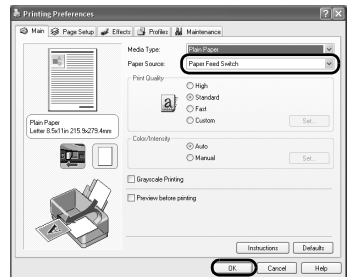 Printing Preferences
Main Page Setup Effects Profiles Maintenance
Media Type: Plain Paper
Paper Source: Paper Feed Switch
Print Quality
High
Standard
Fast
Custom Set...
Plain Paper
Letter 8.5x11in 215.9x279.4mm
Color/Intensity
Auto
Manual Set...
Grayscale Printing
Preview before printing
Instructions Defaults
OK Cancel Help